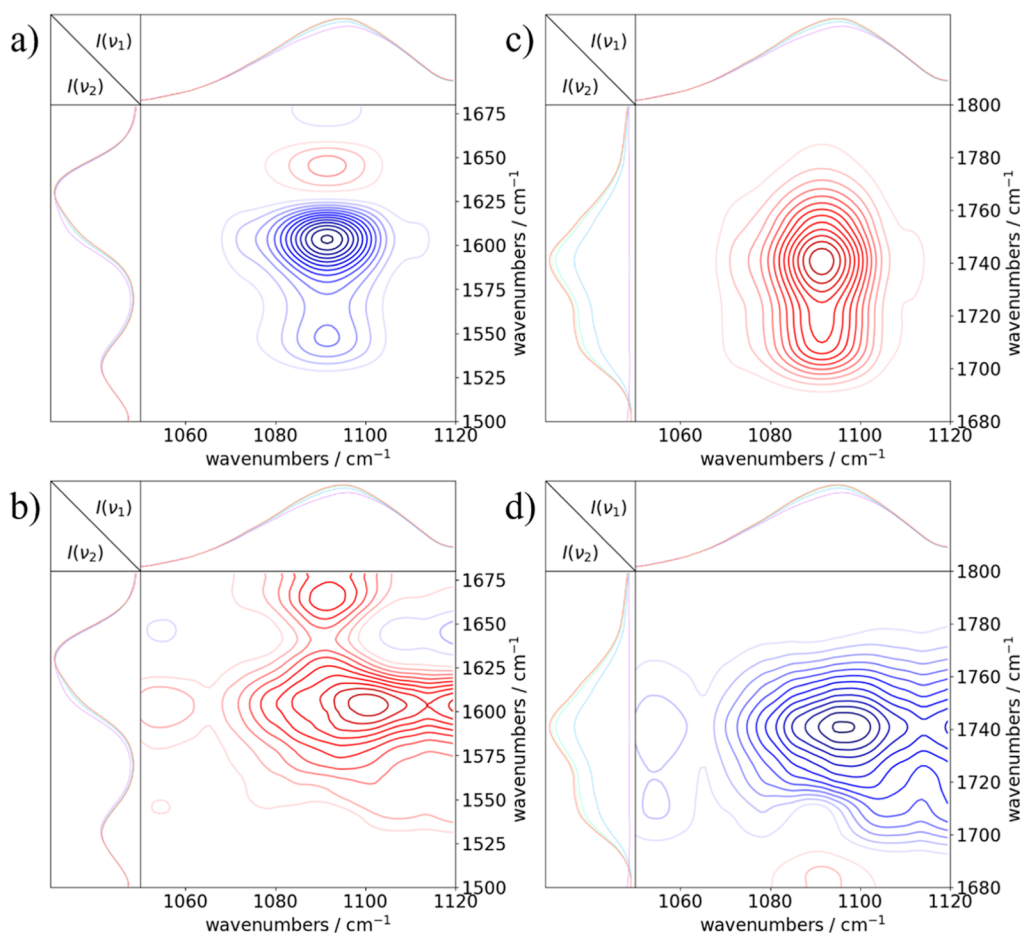 a)
I(ν₁)
I(ν₂)
1675
1650
1625
1600
1575
1550
1525
1500
wavenumbers / cm⁻¹
1060 1080 1100 1120
wavenumbers / cm⁻¹
c)
I(ν₁)
I(ν₂)
1800
1780
1760
1740
1720
1700
1680
wavenumbers / cm⁻¹
1060 1080 1100 1120
wavenumbers / cm⁻¹
b)
I(ν₁)
I(ν₂)
1675
1650
1625
1600
1575
1550
1525
1500
wavenumbers / cm⁻¹
1060 1080 1100 1120
wavenumbers / cm⁻¹
d)
I(ν₁)
I(ν₂)
1800
1780
1760
1740
1720
1700
1680
wavenumbers / cm⁻¹
1060 1080 1100 1120
wavenumbers / cm⁻¹